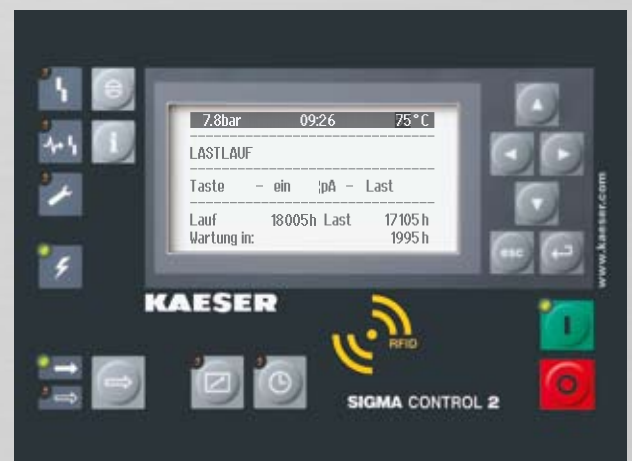 7.8bar 09:26 75°C
LASTLAUF
Taste - ein ¦pA - Last
Lauf 18005h Last 17105h
Wartung in: 1995h
esc
www.kaeser.com
KAESER
RFID
SIGMA CONTROL 2